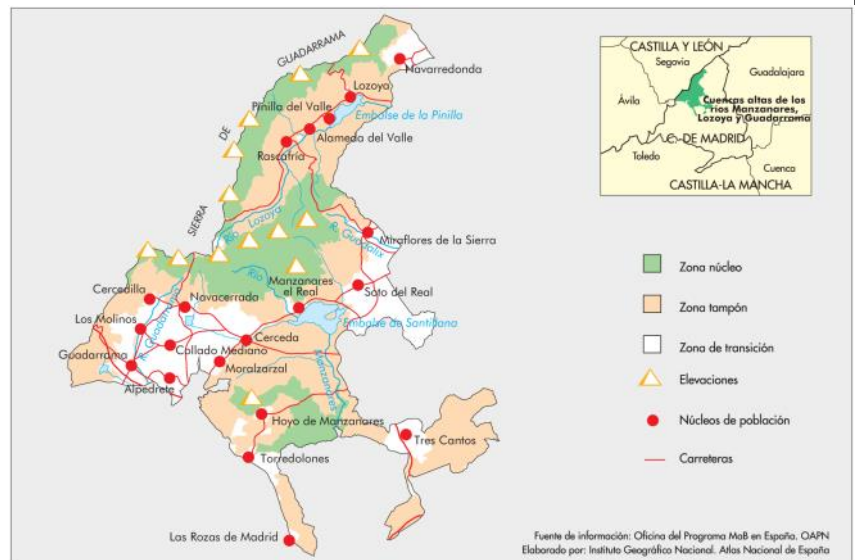 SIERRA DE GUADARRAMA
Navarredonda
Lozoya
Pinilla del Valle
Embalse de la Pinilla
Alameda del Valle
Rascafría
Río Lozoya
Miraflores de la Sierra
R. Guadalix
Cercedilla
Navacerrada
Río
Manzanares
el Real
Soto del Real
Los Molinos
R. Guadarrama
Embalse de Santillana
Cerceda
Guadarrama
Collado Mediano
Moralzarzal
Manzanares
Alpedrete
Hoyo de Manzanares
Tres Cantos
Torredolones
Las Rozas de Madrid
CASTILLA Y LEÓN
Segovia
Guadalajara
Ávila
Cuencas altas de los
ríos Manzanares,
Lozoya y Guadarrama
C. DE MADRID
Toledo
Cuenca
CASTILLA-LA MANCHA
Zona núcleo
Zona tampón
Zona de transición
Elevaciones
Núcleos de población
Carreteras
Fuente de información: Oficina del Programa MaB en España. OAPN
Elaborado por: Instituto Geográfico Nacional. Atlas Nacional de España